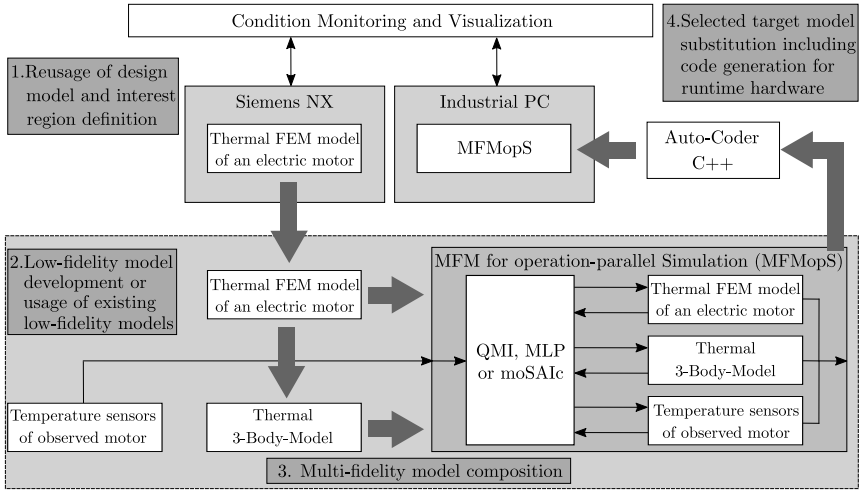 Condition Monitoring and Visualization
4.Selected target model
substitution including
code generation for
runtime hardware
1.Reusage of design
model and interest
region definition
Siemens NX
Thermal FEM model
of an electric motor
Industrial PC
MFMopS
Auto-Coder
C++
2.Low-fidelity model
development or
usage of existing
low-fidelity models
Thermal FEM model
of an electric motor
MFM for operation-parallel Simulation (MFMopS)
QMI, MLP
or moSAIc
Thermal FEM model
of an electric motor
Thermal
3-Body-Model
Temperature sensors
of observed motor
Temperature sensors
of observed motor
Thermal
3-Body-Model
3. Multi-fidelity model composition